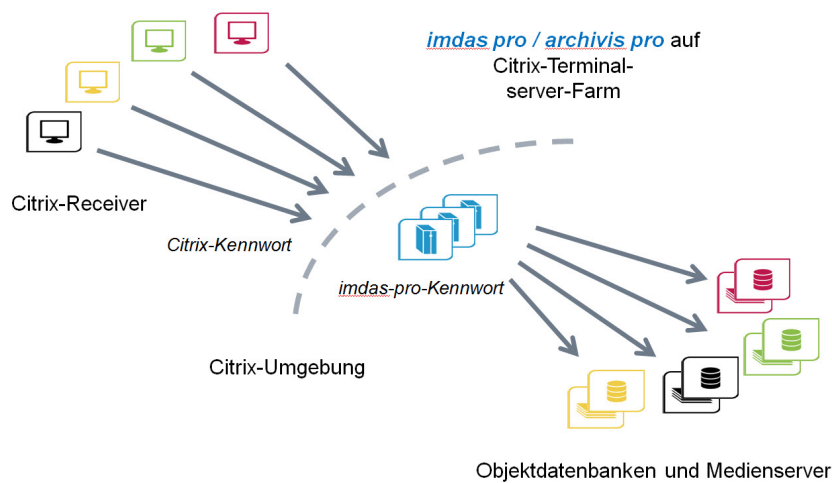 imdas pro / archivis pro auf
Citrix-Terminal-
server-Farm
Citrix-Receiver
Citrix-Kennwort
imdas-pro-Kennwort
Citrix-Umgebung
Objektdatenbanken und Medienserver